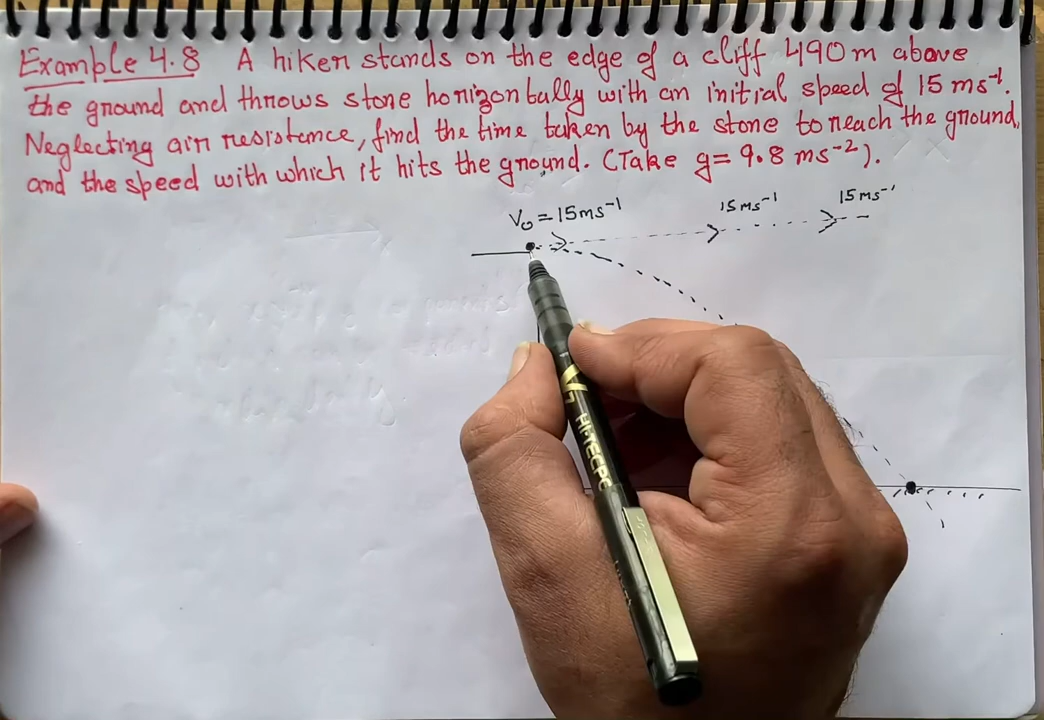 Example 4.8 A hiker stands on the edge of a cliff 490 m above
the ground and throws stone horizontally with an initial speed of 15 ms⁻¹.
Neglecting air resistance, find the time taken by the stone to reach the ground,
and the speed with which it hits the ground. (Take g = 9.8 ms⁻²).
15 ms⁻¹
15 ms⁻¹
V₀ = 15 ms⁻¹
V7 HI-TECPO